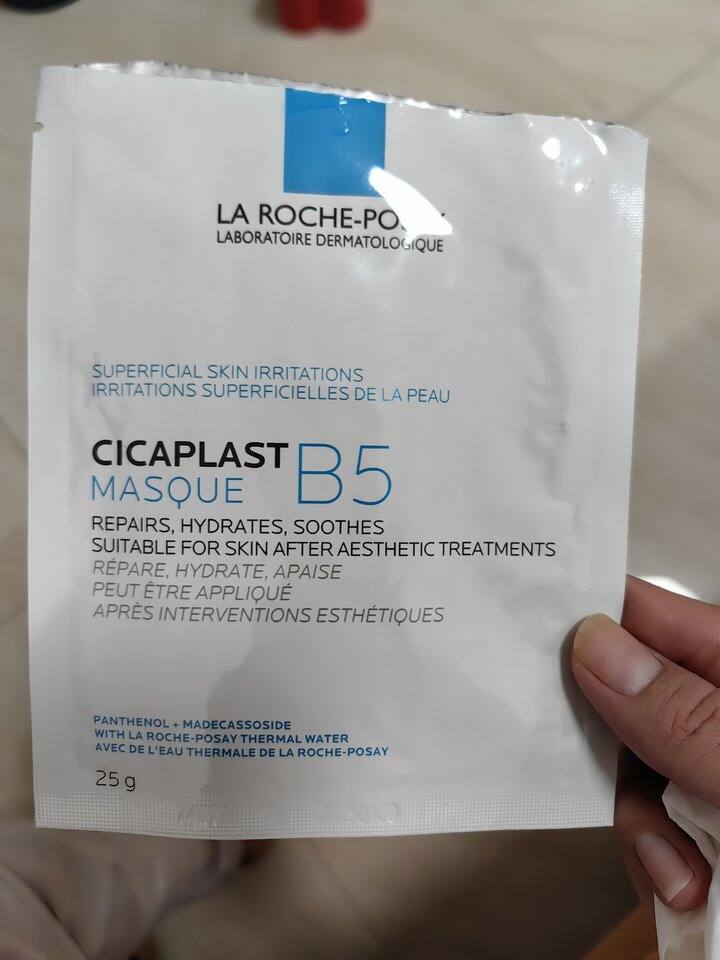 LA ROCHE-POSAY
LABORATOIRE DERMATOLOGIQUE
SUPERFICIAL SKIN IRRITATIONS
IRRITATIONS SUPERFICIELLES DE LA PEAU
CICAPLAST B5
MASQUE
REPAIRS, HYDRATES, SOOTHES
SUITABLE FOR SKIN AFTER AESTHETIC TREATMENTS
RÉPARE, HYDRATE, APAISE
PEUT ÊTRE APPLIQUÉ
APRÈS INTERVENTIONS ESTHÉTIQUES
PANTHENOL + MADECASSOSIDE
WITH LA ROCHE-POSAY THERMAL WATER
AVEC DE L'EAU THERMALE DE LA ROCHE-POSAY
25 g